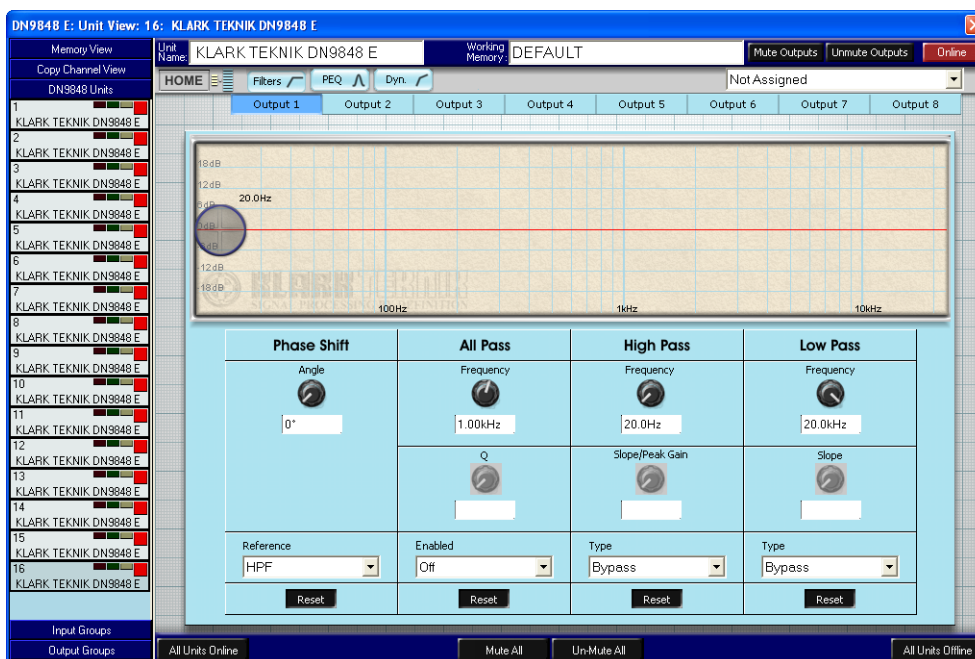 DN9848 E: Unit View: 16: KLARK TEKNIK DN9848 E
Memory View
Copy Channel View
DN9848 Units
1
KLARK TEKNIK DN9848 E
2
KLARK TEKNIK DN9848 E
3
KLARK TEKNIK DN9848 E
4
KLARK TEKNIK DN9848 E
5
KLARK TEKNIK DN9848 E
6
KLARK TEKNIK DN9848 E
7
KLARK TEKNIK DN9848 E
8
KLARK TEKNIK DN9848 E
9
KLARK TEKNIK DN9848 E
10
KLARK TEKNIK DN9848 E
11
KLARK TEKNIK DN9848 E
12
KLARK TEKNIK DN9848 E
13
KLARK TEKNIK DN9848 E
14
KLARK TEKNIK DN9848 E
15
KLARK TEKNIK DN9848 E
16
KLARK TEKNIK DN9848 E
Input Groups
Output Groups
Unit Name: KLARK TEKNIK DN9848 E Working Memory: DEFAULT Mute Outputs Unmute Outputs Online
HOME Filters PEQ Dyn. Not Assigned
Output 1 Output 2 Output 3 Output 4 Output 5 Output 6 Output 7 Output 8
18dB
12dB
6dB 20.0Hz
0dB
-12dB
-18dB
KLARK TEKNIK
100Hz 1kHz 10kHz
Phase Shift All Pass High Pass Low Pass
Angle Frequency Frequency Frequency
0° 1.00kHz 20.0Hz 20.0kHz
Q Slope/Peak Gain Slope
Reference Enabled Type Type
HPF Off Bypass Bypass
Reset Reset Reset Reset
All Units Online Mute All Un-Mute All All Units Offline